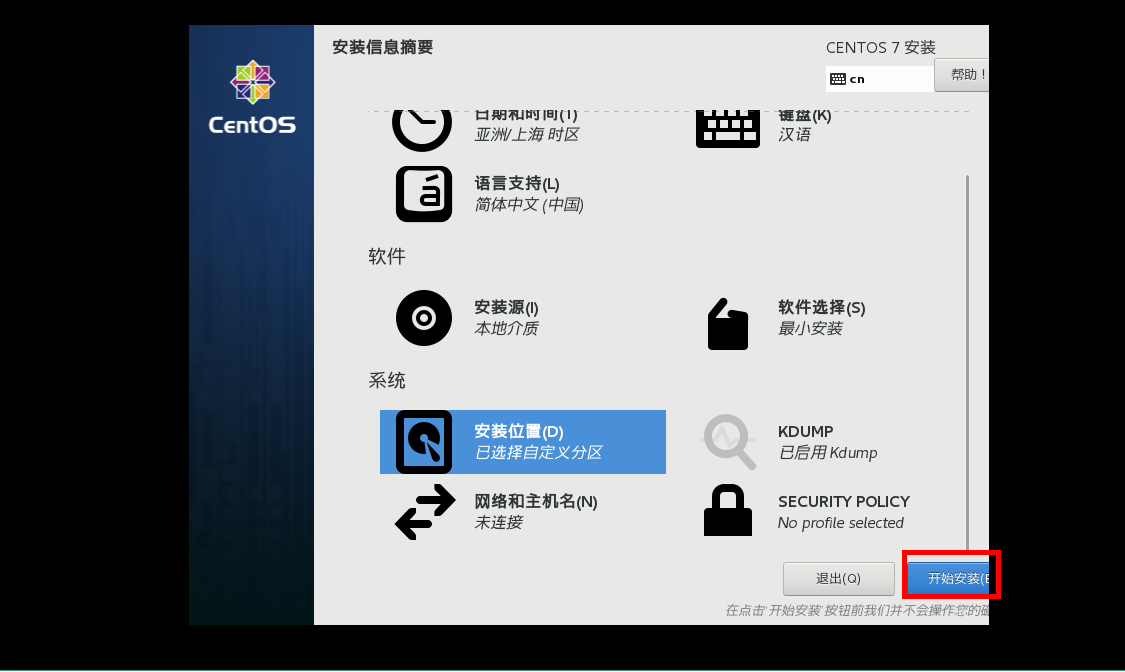 CentOS
安装信息摘要
CENTOS 7 安装
cn
帮助！
日期和时间(T)
亚洲/上海 时区
键盘(K)
汉语
语言支持(L)
简体中文 (中国)
软件
安装源(I)
本地介质
软件选择(S)
最小安装
系统
安装位置(D)
已选择自定义分区
KDUMP
已启用 Kdump
网络和主机名(N)
未连接
SECURITY POLICY
No profile selected
退出(Q)
开始安装(B
在点击'开始安装'按钮前我们并不会操作您的